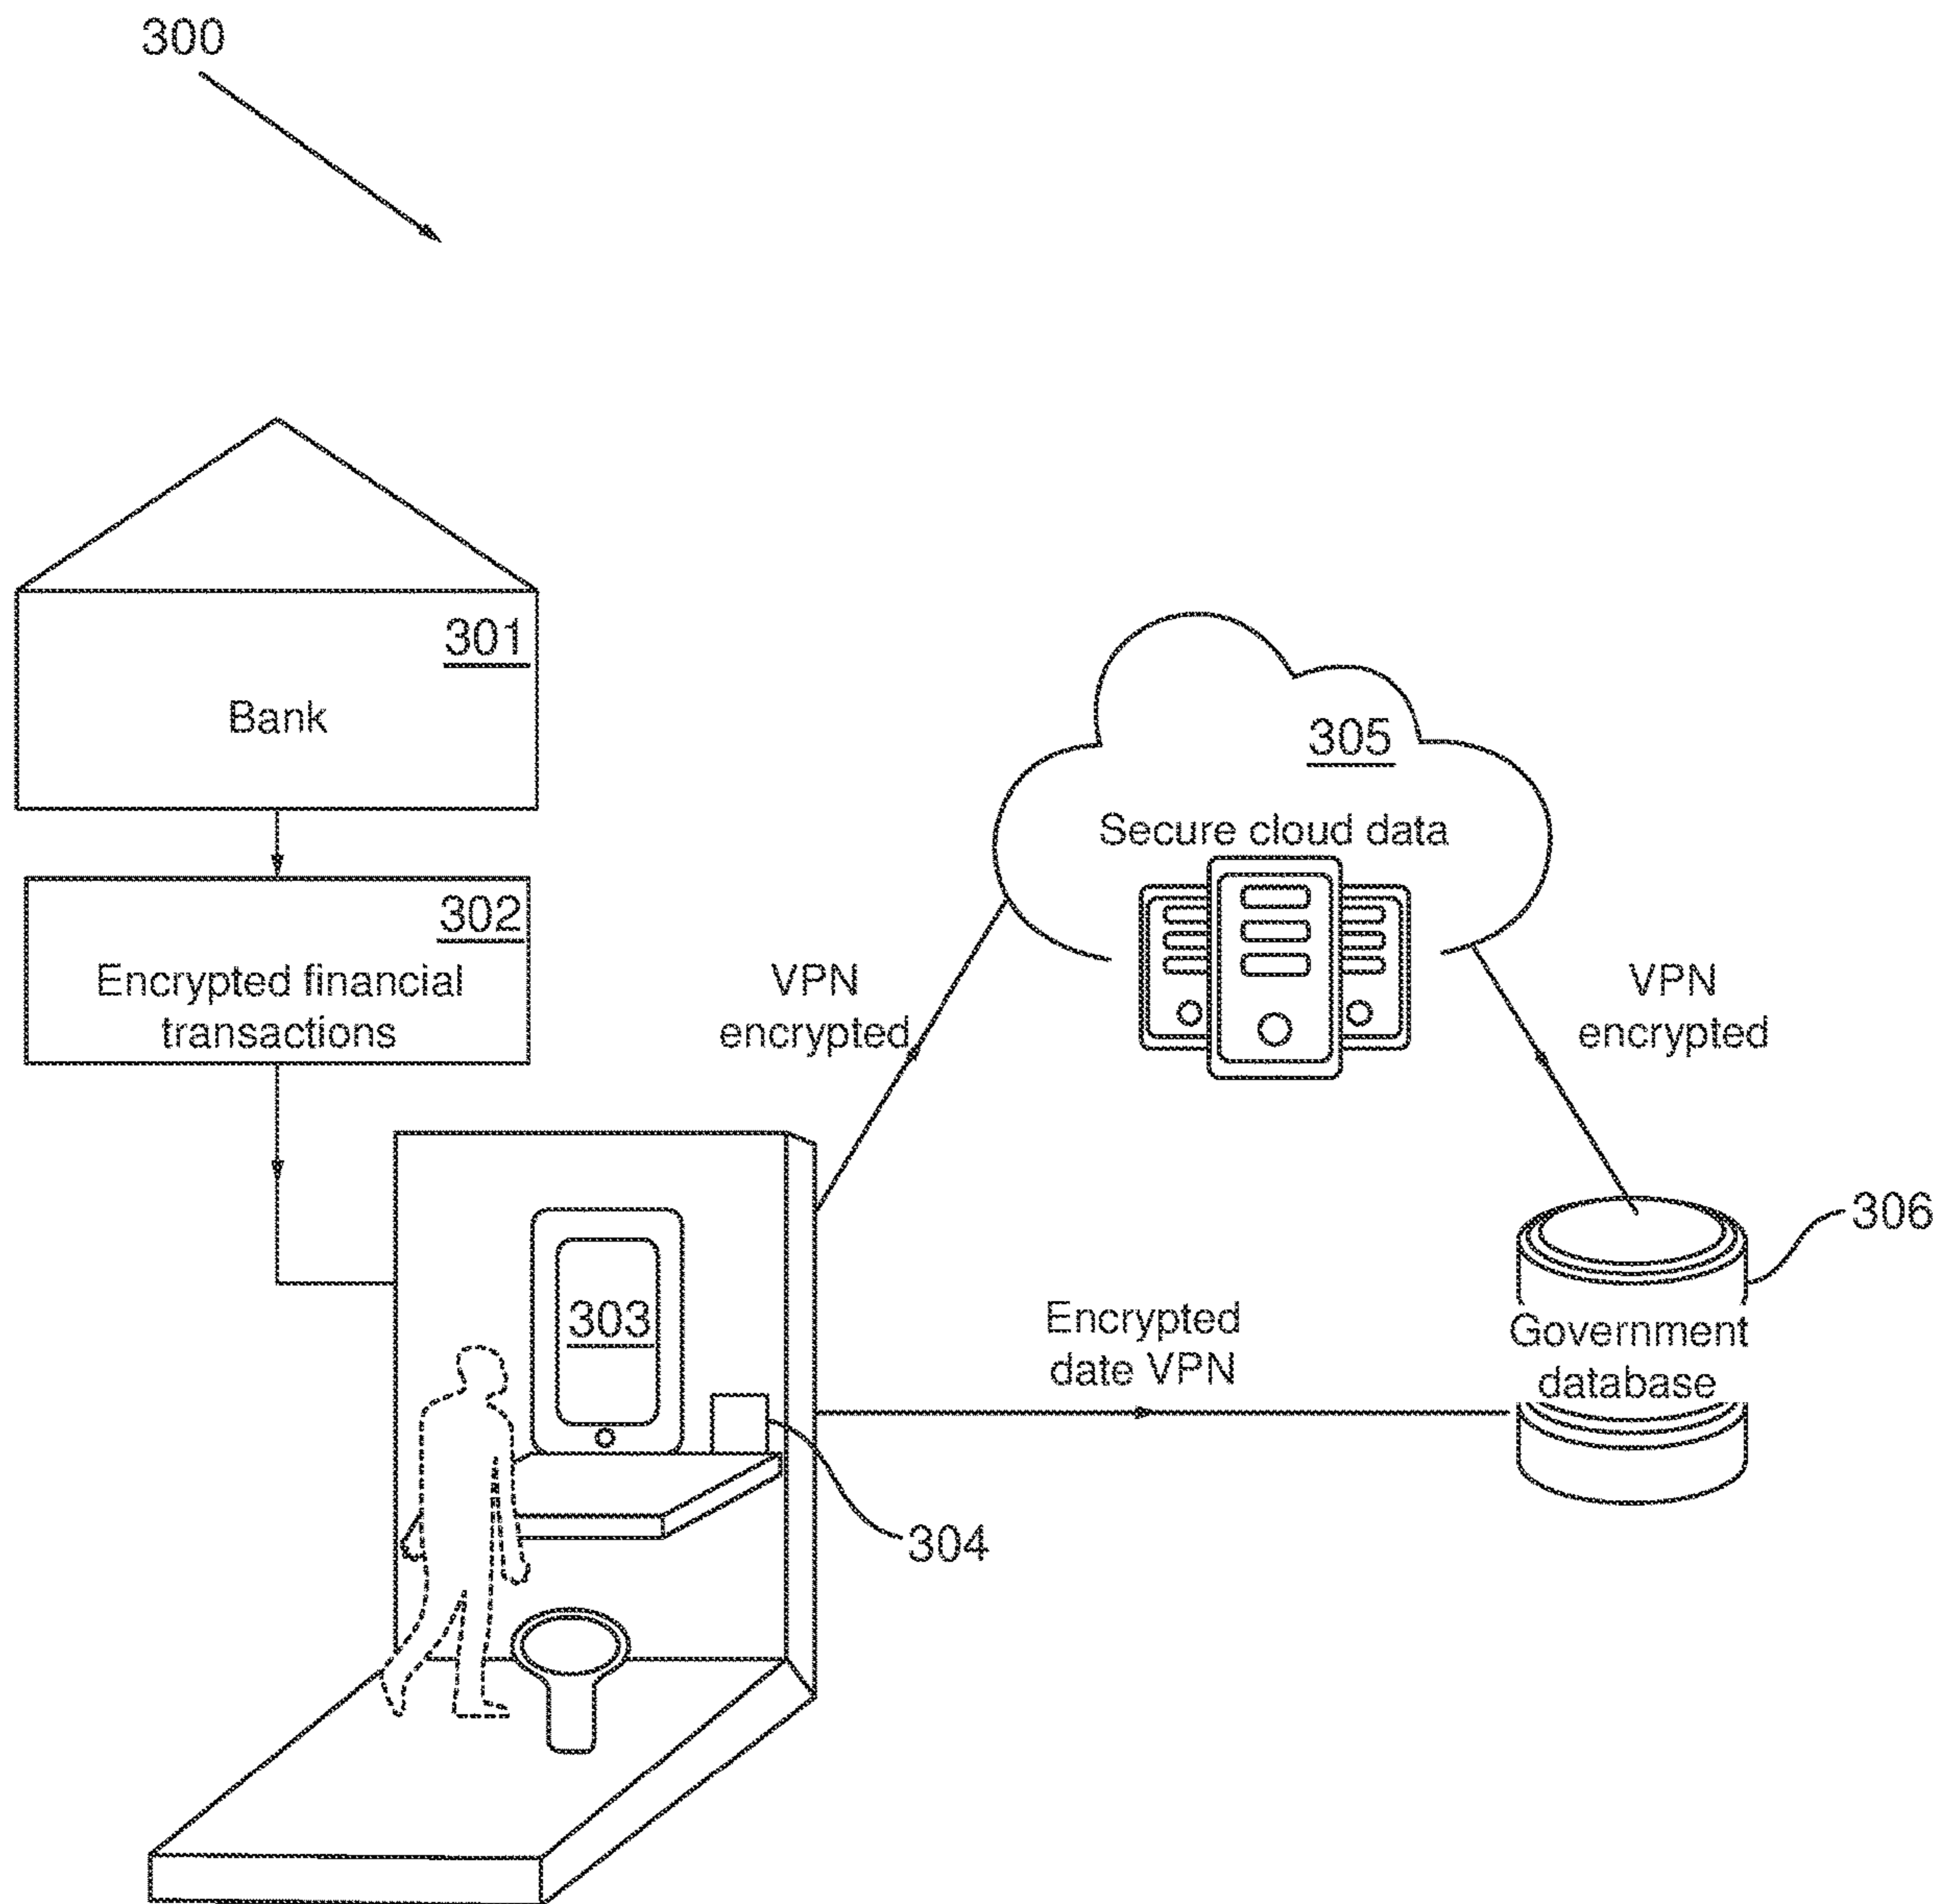 300
301
Bank
302
Encrypted financial
transactions
305
Secure cloud data
VPN
encrypted
VPN
encrypted
306
303
Encrypted
date VPN
Government
database
304